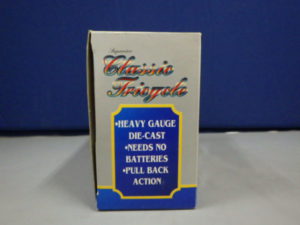 Classic
Tricycle
•HEAVY GAUGE
DIE-CAST
•NEEDS NO
BATTERIES
•PULL BACK
ACTION